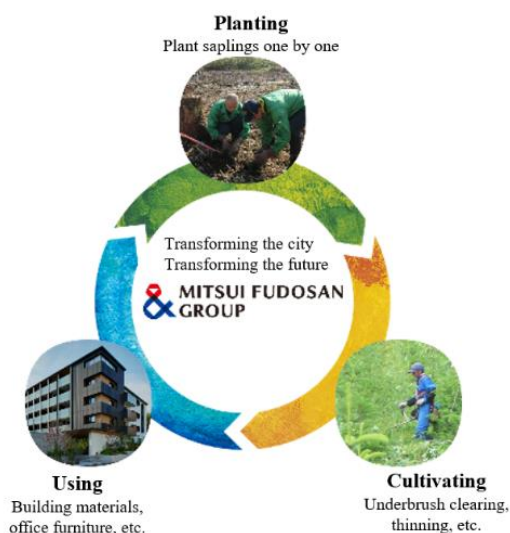 Planting
Plant saplings one by one
Transforming the city
Transforming the future
MITSUI FUDOSAN
GROUP
Using
Building materials,
office furniture, etc.
Cultivating
Underbrush clearing,
thinning, etc.